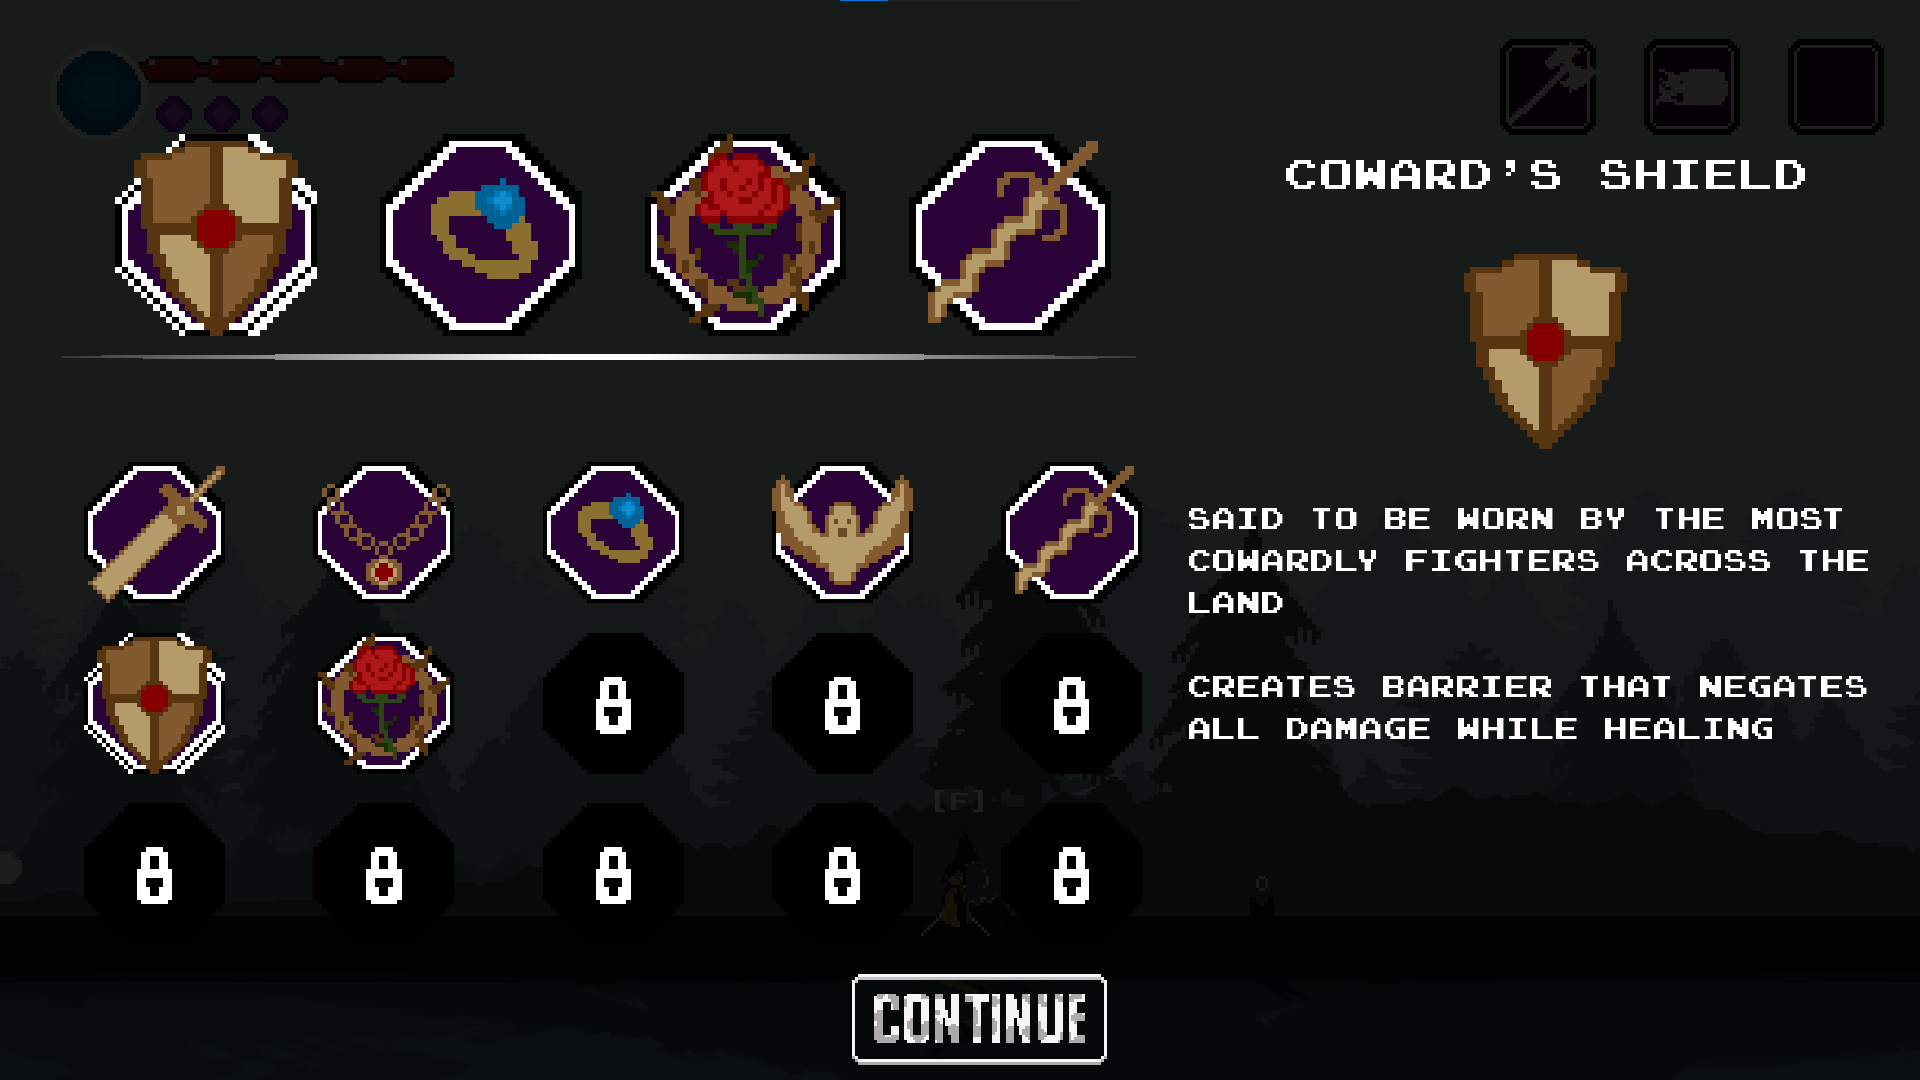 COWARD'S SHIELD
SAID TO BE WORN BY THE MOST
COWARDLY FIGHTERS ACROSS THE
LAND
CREATES BARRIER THAT NEGATES
ALL DAMAGE WHILE HEALING
[F]
CONTINUE